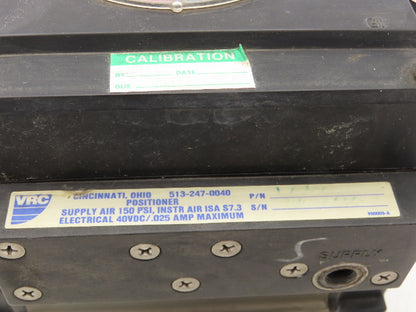 CALIBRATION
BY DATE
DUE
VRC
CINCINNATI, OHIO 513-247-0040 P/N
POSITIONER
SUPPLY AIR 150 PSI, INSTR AIR ISA S7.3 S/N
ELECTRICAL 40VDC/.025 AMP MAXIMUM
SUPPLY